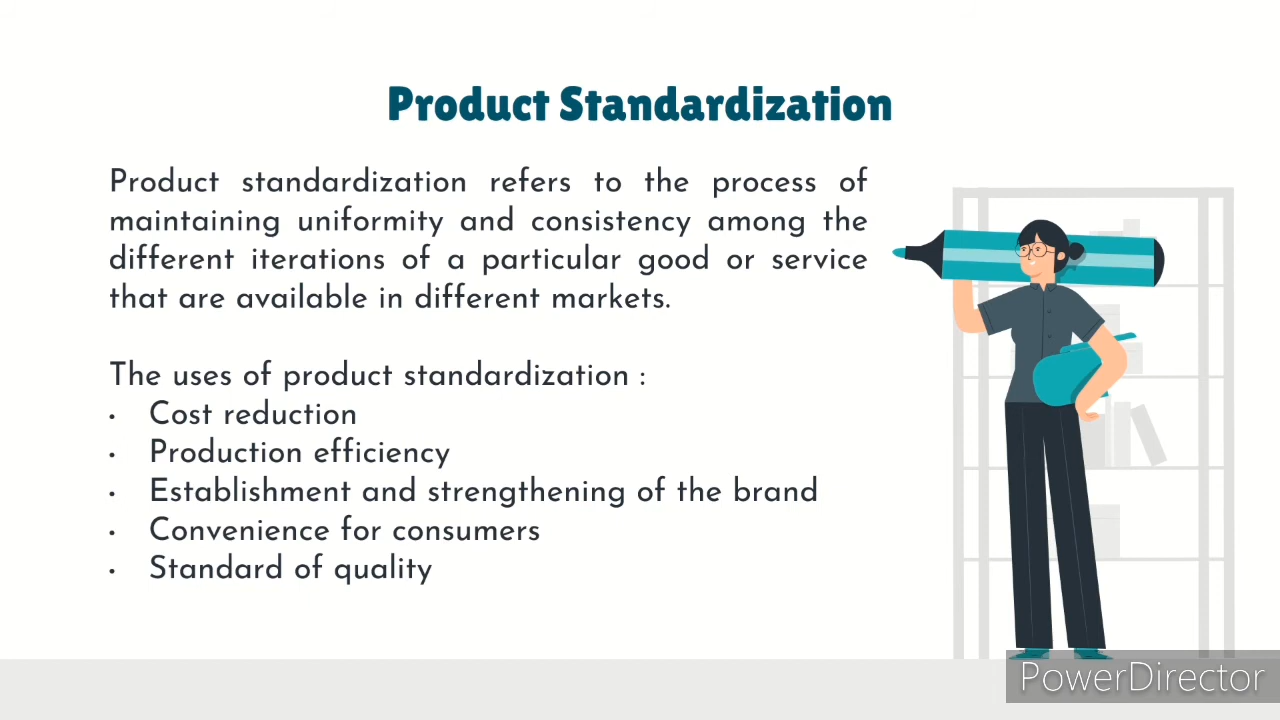 Product Standardization
Product standardization refers to the process of
maintaining uniformity and consistency among the
different iterations of a particular good or service
that are available in different markets.
The uses of product standardization :
• Cost reduction
• Production efficiency
• Establishment and strengthening of the brand
• Convenience for consumers
• Standard of quality
PowerDirector